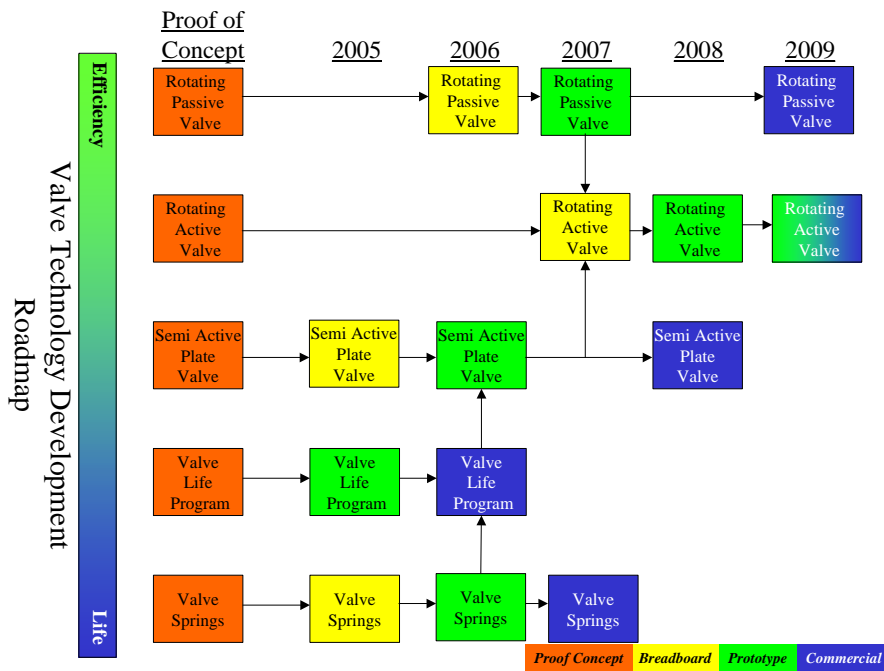 Proof of
Concept
2005
2006
2007
2008
2009
Efficiency
Life
Valve Technology Development
Roadmap
Rotating
Passive
Valve
Rotating
Passive
Valve
Rotating
Passive
Valve
Rotating
Passive
Valve
Rotating
Active
Valve
Rotating
Active
Valve
Rotating
Active
Valve
Rotating
Active
Valve
Semi Active
Plate
Valve
Semi Active
Plate
Valve
Semi Active
Plate
Valve
Semi Active
Plate
Valve
Valve
Life
Program
Valve
Life
Program
Valve
Life
Program
Valve
Springs
Valve
Springs
Valve
Springs
Valve
Springs
Proof Concept
Breadboard
Prototype
Commercial